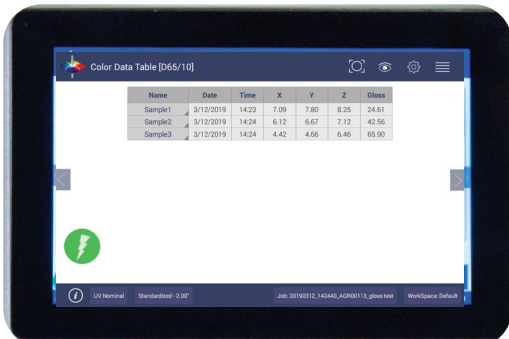 Color Data Table [D65/10]
Name Date Time X Y Z Gloss
Sample1 3/12/2019 14:23 7.09 7.80 8.25 24.61
Sample2 3/12/2019 14:24 6.12 6.67 7.12 42.56
Sample3 3/12/2019 14:24 4.42 4.66 6.46 65.90
i UV Nominal Standardized - 2.00" Job: 20190312_142440_AGR00113_gloss test WorkSpace: Default